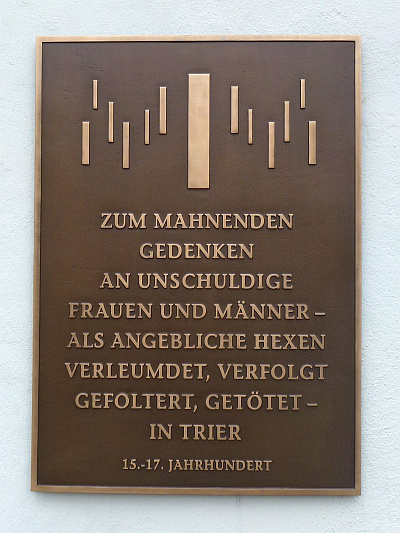 ZUM MAHNENDEN
GEDENKEN
AN UNSCHULDIGE
FRAUEN UND MÄNNER –
ALS ANGEBLICHE HEXEN
VERLEUMDET, VERFOLGT
GEFOLTERT, GETÖTET –
IN TRIER
15.-17. JAHRHUNDERT